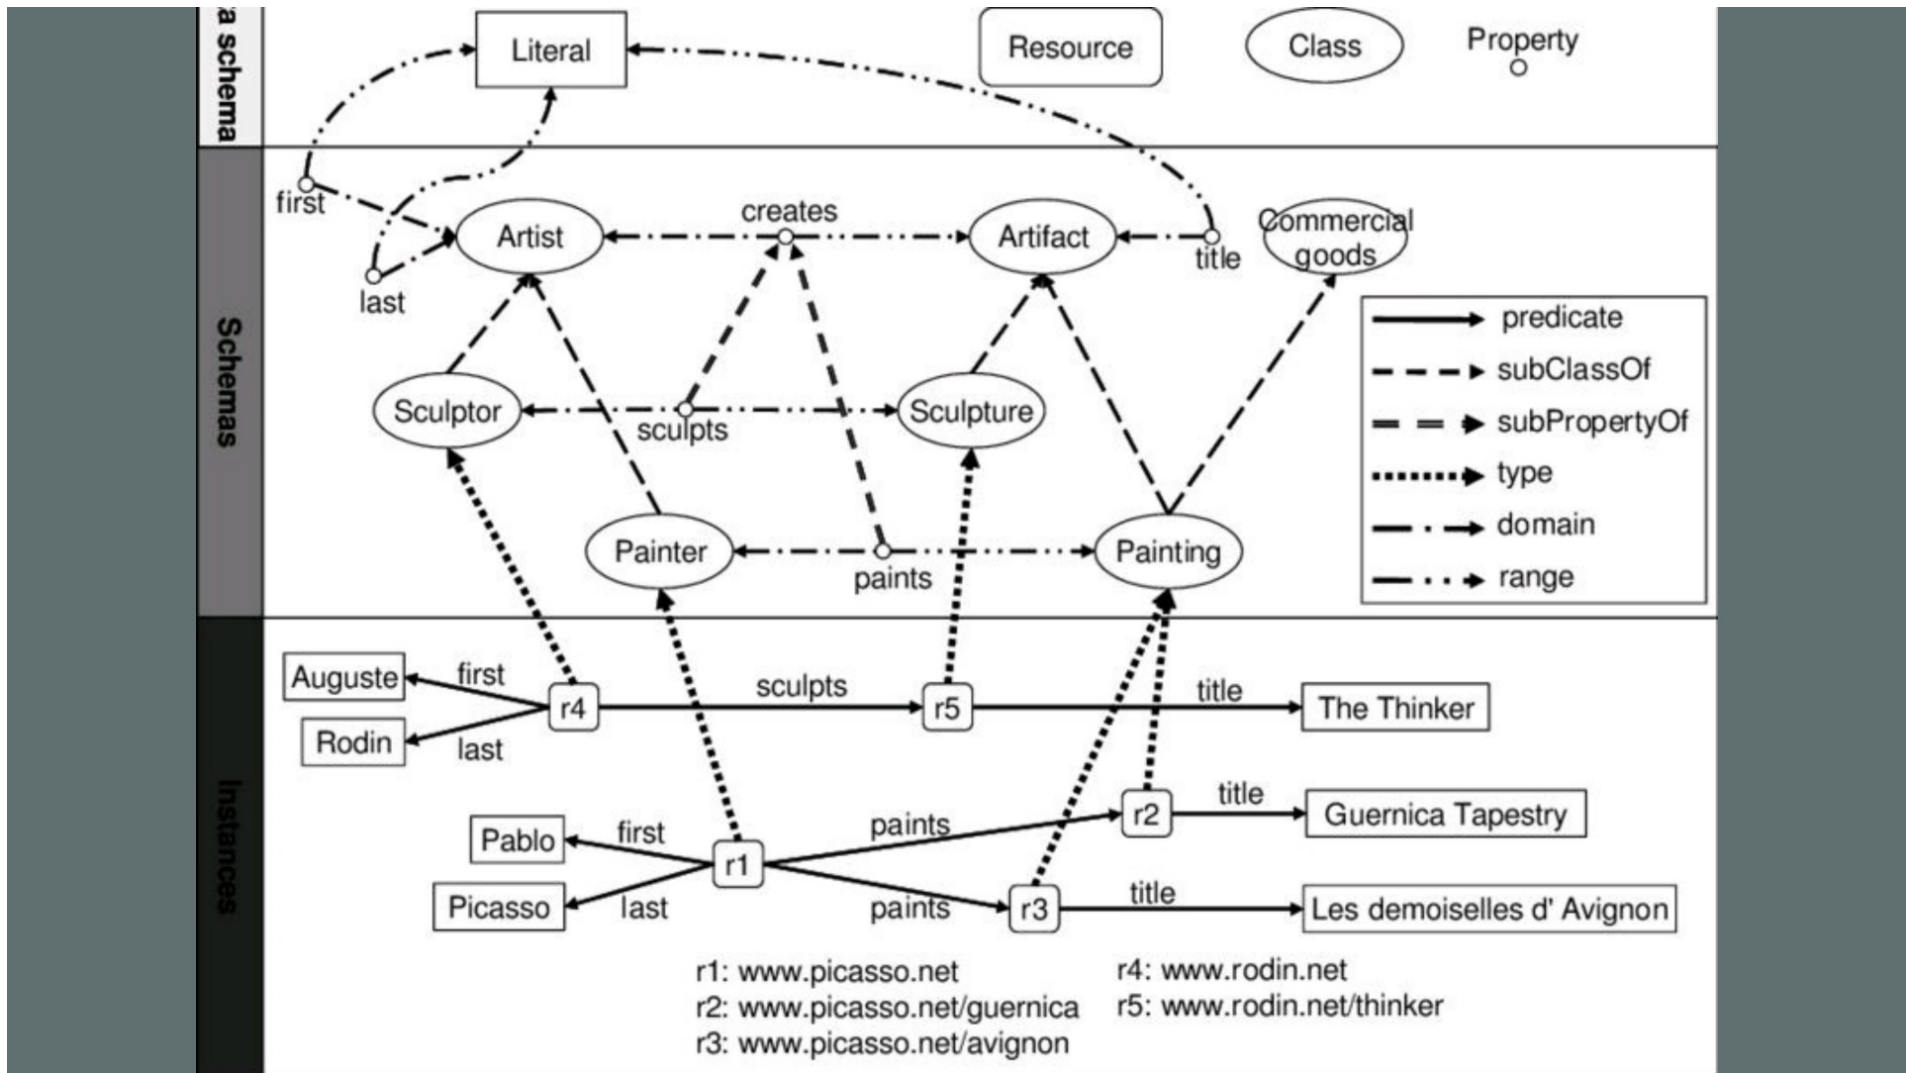 a schema
Literal
Resource
Class
Property
first
last
Artist
creates
Artifact
title
Commercial
goods
Schemas
predicate
subClassOf
subPropertyOf
type
domain
range
Sculptor
sculpts
Sculpture
Painter
paints
Painting
Instances
Auguste
first
r4
sculpts
r5
title
The Thinker
Rodin
last
Pablo
first
r1
paints
r2
title
Guernica Tapestry
Picasso
last
paints
r3
title
Les demoiselles d' Avignon
r1: www.picasso.net
r2: www.picasso.net/guernica
r3: www.picasso.net/avignon
r4: www.rodin.net
r5: www.rodin.net/thinker